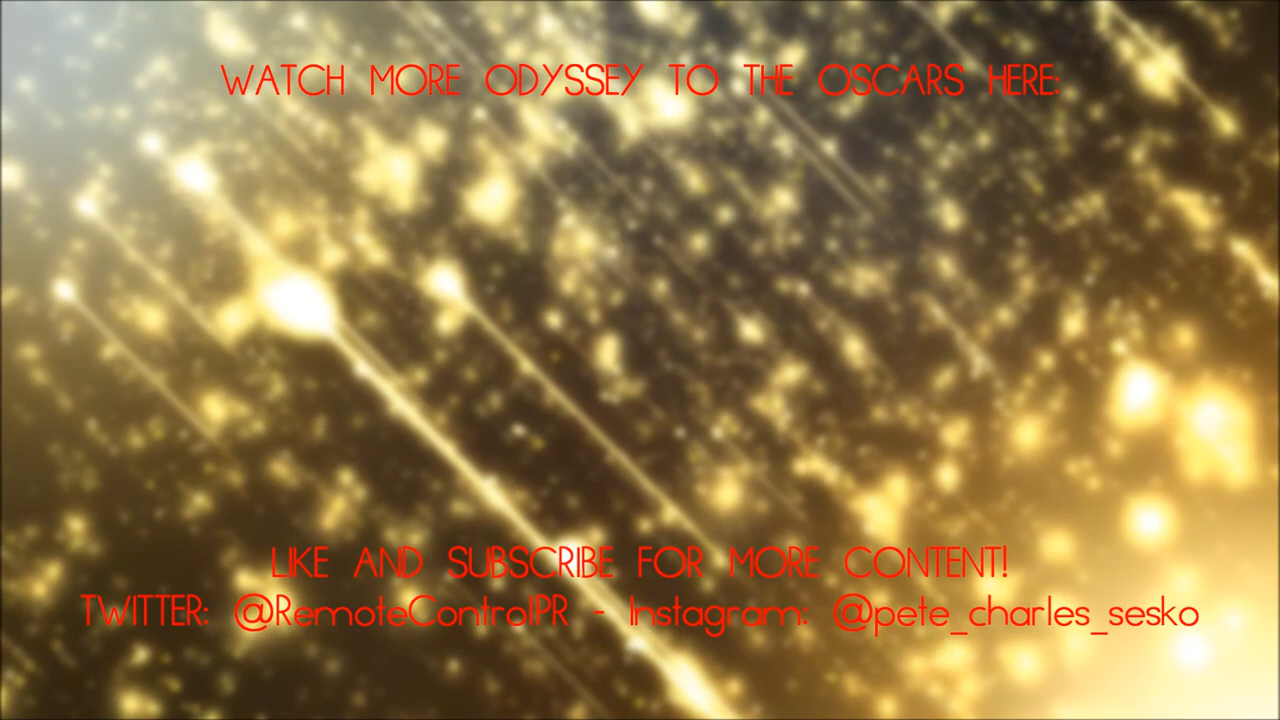 WATCH MORE ODYSSEY TO THE OSCARS HERE:
LIKE AND SUBSCRIBE FOR MORE CONTENT!
TWITTER: @RemoteControlPR - Instagram: @pete_charles_sesko